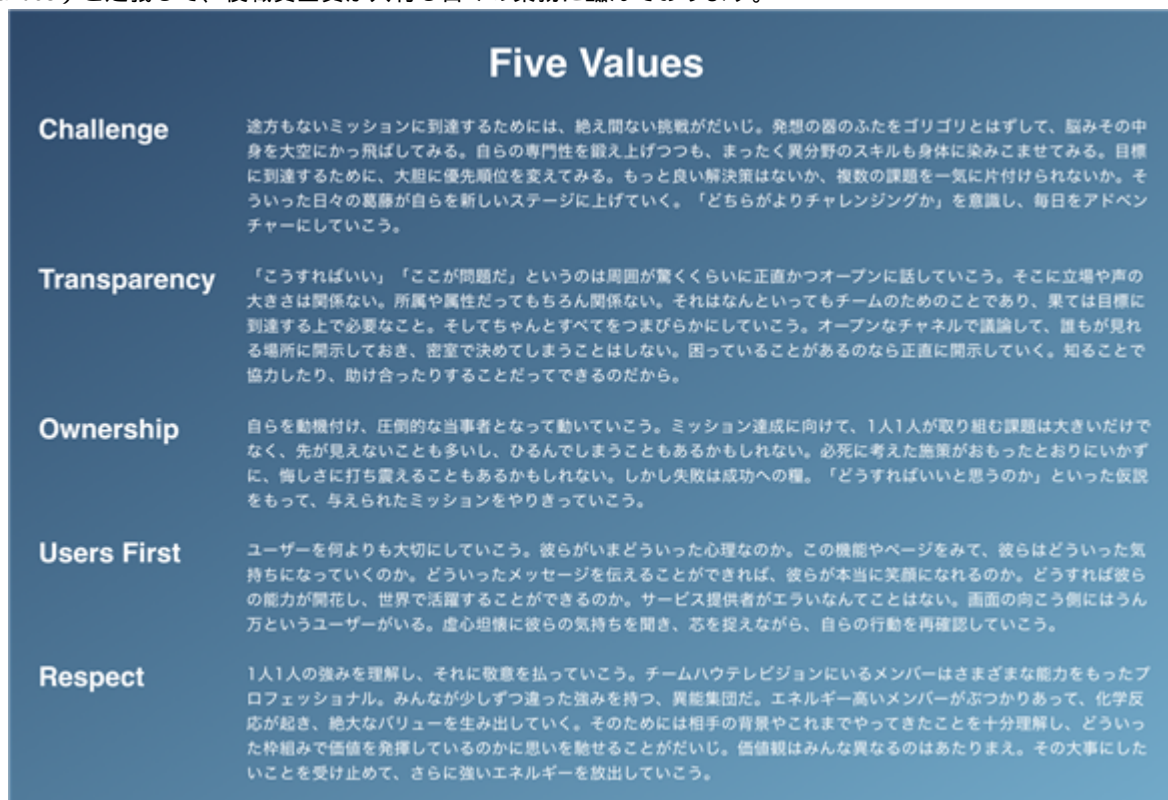 Five Values
Challenge
途方もないミッションに到達するためには、絶え間ない挑戦がだいじ。発想の器のふたをゴリゴリとはずして、脳みその中
身を大空にかっ飛ばしてみる。自らの専門性を鍛え上げつつも、まったく異分野のスキルも身体に染みこませてみる。目標
に到達するために、大胆に優先順位を変えてみる。もっと良い解決策はないか、複数の課題を一気に片付けられないか。そ
ういった日々の葛藤が自らを新しいステージに上げていく。「どちらがよりチャレンジングか」を意識し、毎日をアドベン
チャーにしていこう。
Transparency
「こうすればいい」「ここが問題だ」というのは周囲が驚くくらいに正直かつオープンに話していこう。そこに立場や声の
大きさは関係ない。所属や属性だってもちろん関係ない。それはなんといってもチームのためのことであり、果ては目標に
到達する上で必要なこと。そしてちゃんとすべてをつまびらかにしていこう。オープンなチャネルで議論して、誰もが見れ
る場所に開示しておき、密室で決めてしまうことはしない。困っていることがあるのなら正直に開示していく。知ることで
協力したり、助け合ったりすることだってできるのだから。
Ownership
自らを動機付け、圧倒的な当事者となって動いていこう。ミッション達成に向けて、1人1人が取り組む課題は大きいだけで
なく、先が見えないことも多いし、ひるんでしまうこともあるかもしれない。必死に考えた施策がおもったとおりにいかず
に、悔しさに打ち震えることもあるかもしれない。しかし失敗は成功への糧。「どうすればいいと思うのか」といった仮説
をもって、与えられたミッションをやりきっていこう。
Users First
ユーザーを何よりも大切にしていこう。彼らがいまどういった心理なのか。この機能やページをみて、彼らはどういった気
持ちになっていくのか。どういったメッセージを伝えることができれば、彼らが本当に笑顔になれるのか。どうすれば彼ら
の能力が開花し、世界で活躍することができるのか。サービス提供者がエラいなんてことはない。画面の向こう側にはうん
万というユーザーがいる。虚心坦懐に彼らの気持ちを聞き、芯を捉えながら、自らの行動を再確認していこう。
Respect
1人1人の強みを理解し、それに敬意を払っていこう。チームハウテレビジョンにいるメンバーはさまざまな能力をもったプ
ロフェッショナル。みんなが少しずつ違った強みを持つ、異能集団だ。エネルギー高いメンバーがぶつかりあって、化学反
応が起き、絶大なバリューを生み出していく。そのためには相手の背景やこれまでやってきたことを十分理解し、どういっ
た枠組みで価値を発揮しているのかに思いを馳せることがだいじ。価値観はみんな異なるのはあたりまえ。その大事にした
いことを受け止めて、さらに強いエネルギーを放出していこう。